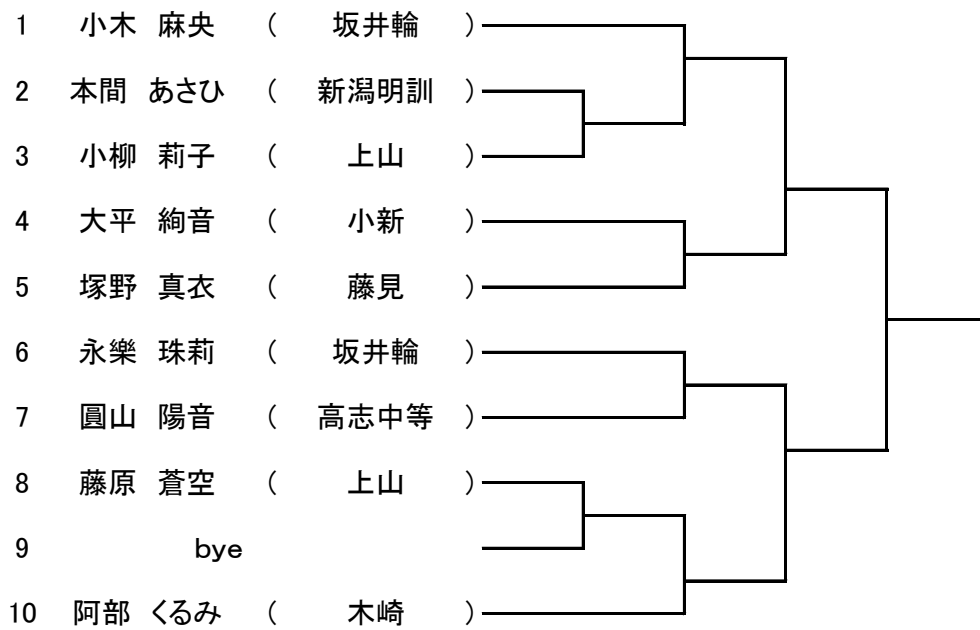 1 小木 麻央 ( 坂井輪 )
2 本間 あさひ ( 新潟明訓 )
3 小柳 莉子 ( 上山 )
4 大平 絢音 ( 小新 )
5 塚野 真衣 ( 藤見 )
6 永樂 珠莉 ( 坂井輪 )
7 圓山 陽音 ( 高志中等 )
8 藤原 蒼空 ( 上山 )
9 bye
10 阿部 くるみ ( 木崎 )